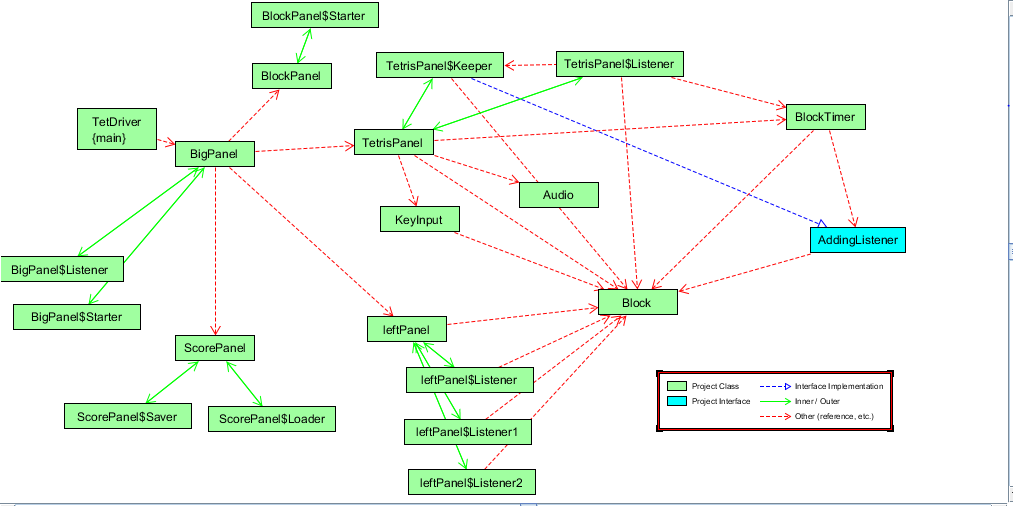 BlockPanel$Starter
BlockPanel
TetrisPanel$Keeper
TetrisPanel$Listener
TetDriver
{main}
BlockTimer
BigPanel
TetrisPanel
Audio
KeyInput
AddingListener
BigPanel$Listener
BigPanel$Starter
Block
leftPanel
ScorePanel
leftPanel$Listener
ScorePanel$Saver
ScorePanel$Loader
leftPanel$Listener1
leftPanel$Listener2
Project Class
Interface Implementation
Project Interface
Inner / Outer
Other (reference, etc.)